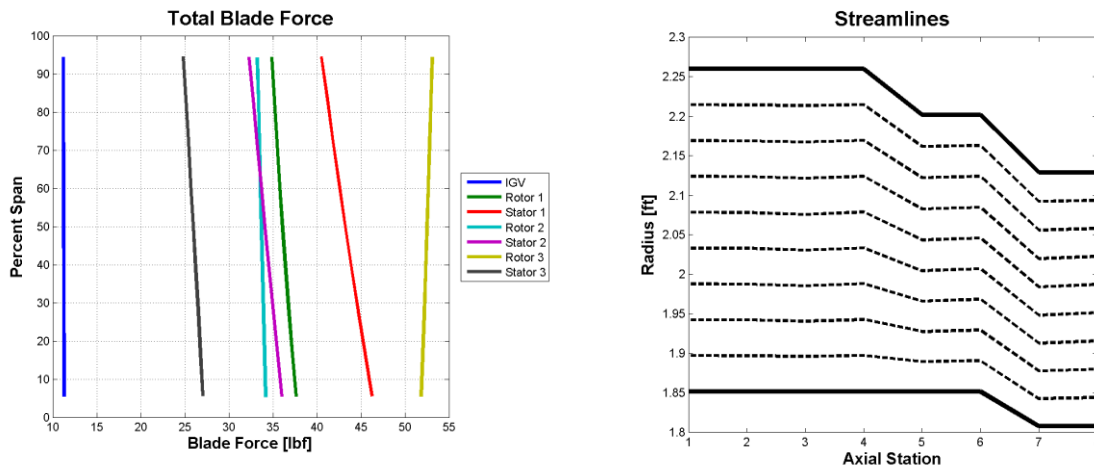 Total Blade Force
100
90
80
70
60
50
40
30
20
10
0
Percent Span
10 15 20 25 30 35 40 45 50 55
Blade Force [lbf]
IGV
Rotor 1
Stator 1
Rotor 2
Stator 2
Rotor 3
Stator 3
Streamlines
2.3
2.25
2.2
2.15
2.1
2.05
2
1.95
1.9
1.85
1.8
Radius [ft]
1 2 3 4 5 6 7
Axial Station